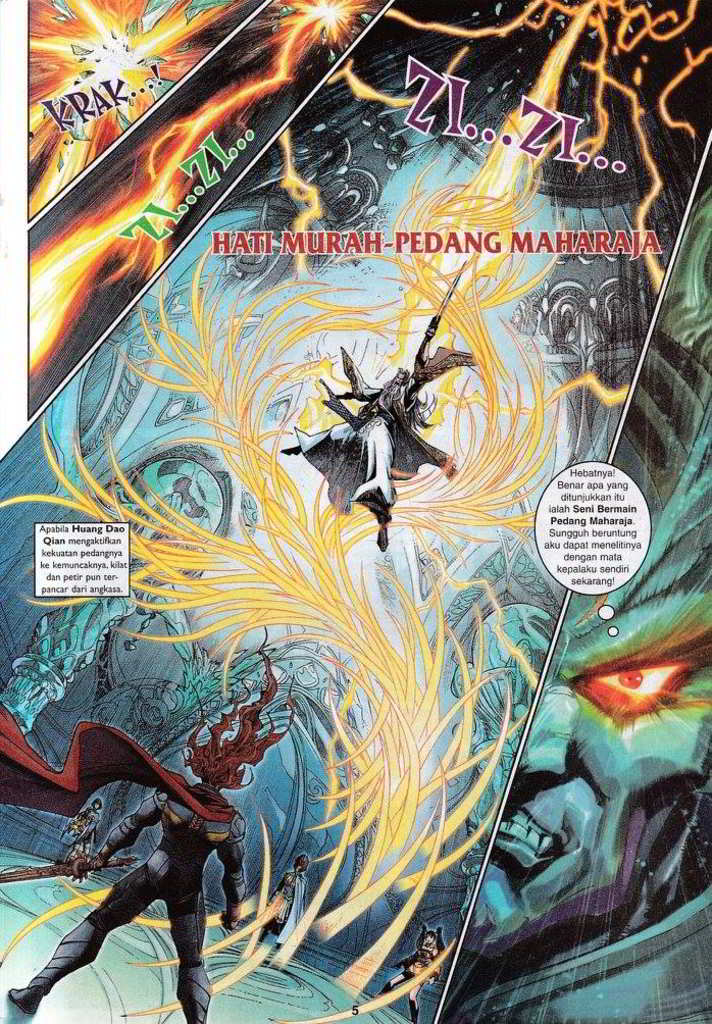 KRAK...!
ZI...ZI...
ZI...ZI...
HATI MURAH-PEDANG MAHARAJA
Apabila Huang Dao
Qian mengaktifkan
kekuatan pedangnya
ke kemuncaknya, kilat
dan petir pun ter-
pancar dari angkasa.
Hebatnya!
Benar apa yang
ditunjukkan itu
ialah Seni Bermain
Pedang Maharaja.
Sungguh beruntung
aku dapat menelitinya
dengan mata
kepalaku sendiri
sekarang!
5